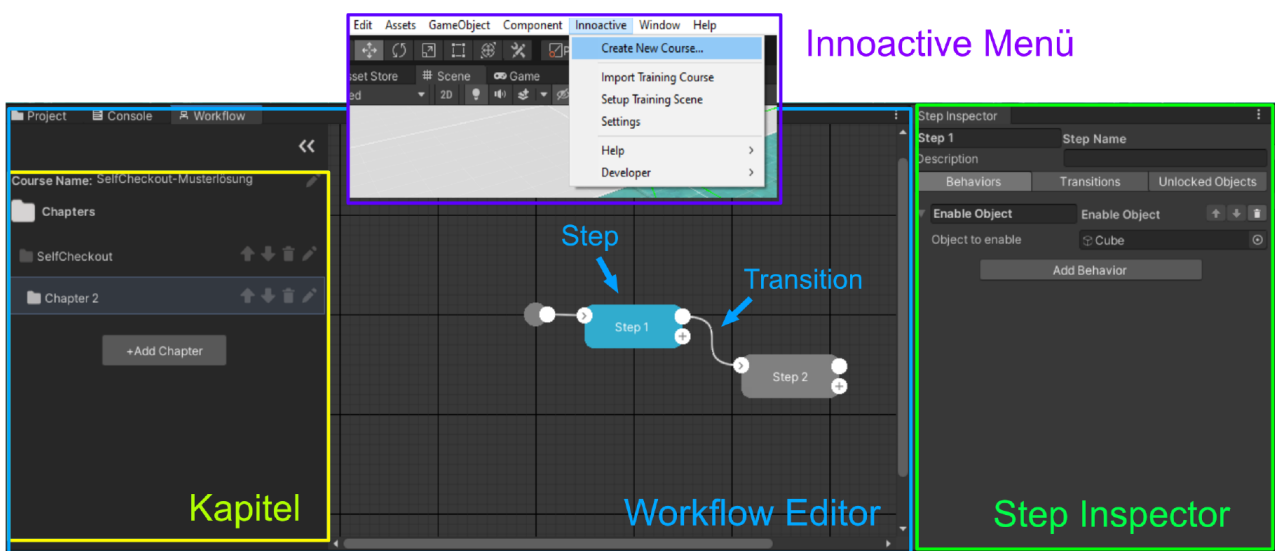 Edit Assets GameObject Component Innoactive Window Help
Innoactive Menü
Create New Course...
Store
Scene
Game
Import Training Course
2D
Setup Training Scene
Settings
Help
Developer
Project Console Workflow
Step Inspector
Step 1 Step Name
Description
Behaviors Transitions Unlocked Objects
Enable Object Enable Object
Object to enable Cube
Add Behavior
Course Name: SelfCheckout-Musterlösung
Chapters
SelfCheckout
Chapter 2
+Add Chapter
Step
Transition
Step 1
Step 2
Kapitel
Workflow Editor
Step Inspector